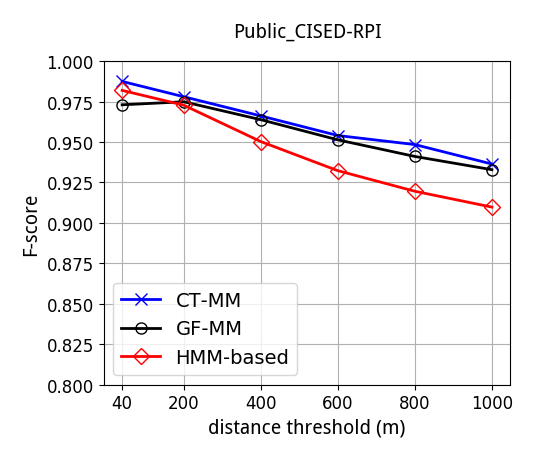 Public_CISED-RPI
1.000
0.975
0.950
0.925
0.900
0.875
0.850
0.825
0.800
F-score
CT-MM
GF-MM
HMM-based
40 200 400 600 800 1000
distance threshold (m)